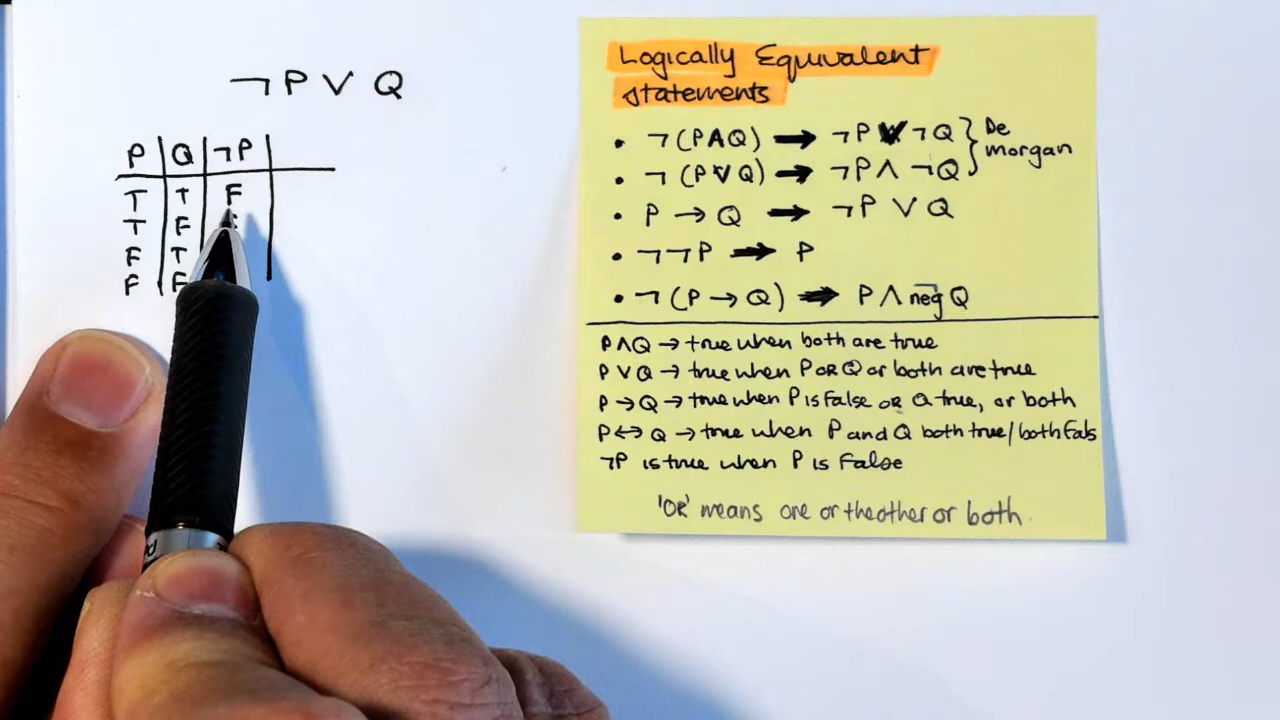 ¬ P ∨ Q
P Q ¬P
T T F
T F
F T
F F
Logically Equivalent
statements
• ¬ (P∧Q) → ¬P ∨ ¬Q } De
morgan
• ¬ (P∨Q) → ¬P ∧ ¬Q
• P → Q → ¬P ∨ Q
• ¬¬P → P
• ¬ (P → Q) → P ∧ neg Q
P∧Q → true when both are true
P∨Q → true when P OR Q or both are true
P→Q → true when P is False OR Q true, or both
P↔Q → true when P and Q both true/both Fals
¬P is true when P is False
'OR' means one or the other or both.